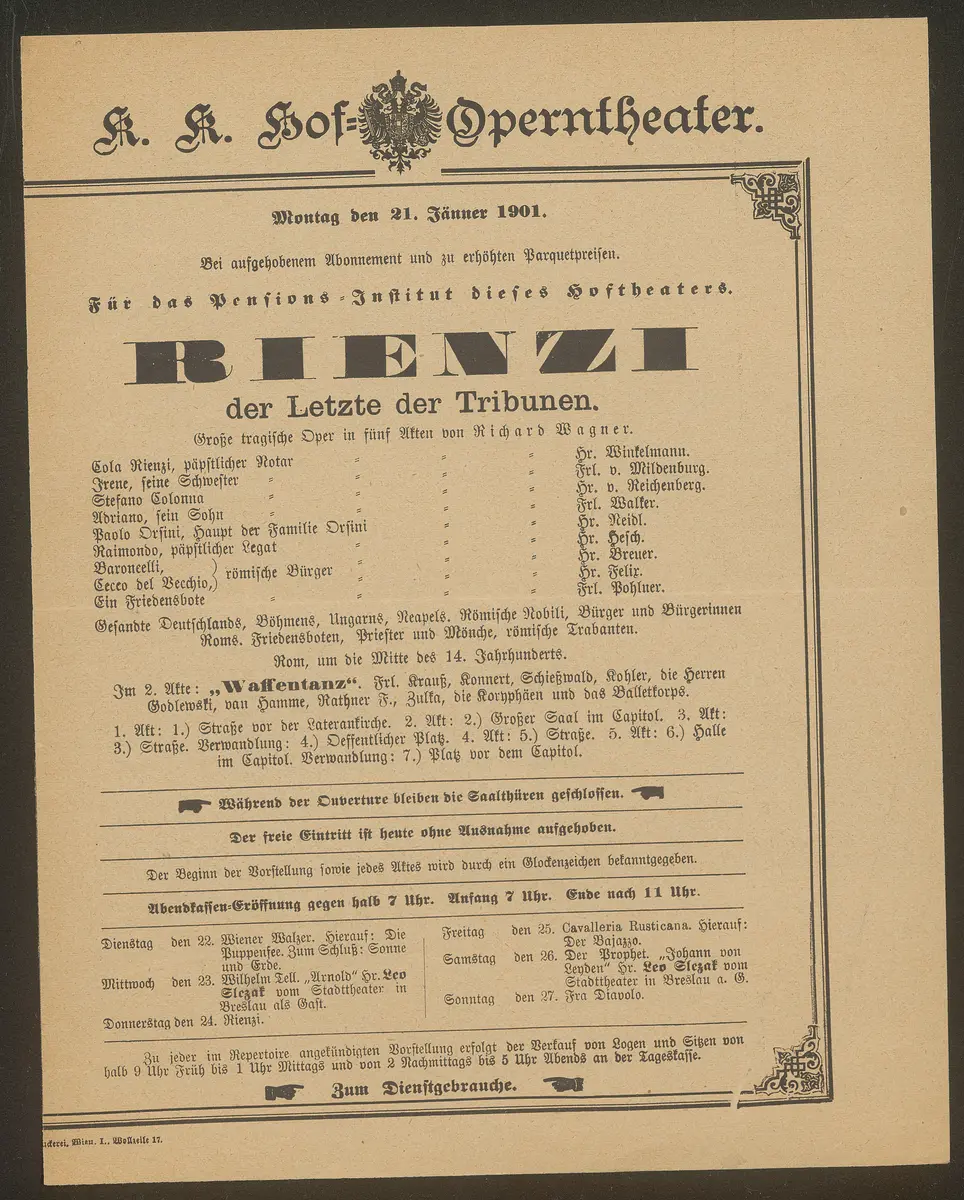 K. K. Hof=Operntheater.
Montag den 21. Jänner 1901.
Bei aufgehobenem Abonnement und zu erhöhten Parquetpreisen.
Für das Pensions=Institut dieses Hoftheaters.
RIENZI
der Letzte der Tribunen.
Große tragische Oper in fünf Akten von Richard Wagner.
Cola Rienzi, päpstlicher Notar " " " Hr. Winkelmann.
Irene, seine Schwester " " " " Frl. v. Mildenburg.
Stefano Colonna " " " " Hr. v. Reichenberg.
Adriano, sein Sohn " " " " Frl. Walker.
Paolo Orsini, Haupt der Familie Orsini " " Hr. Neidl.
Raimondo, päpstlicher Legat " " " Hr. Hesch.
Baroncelli, ) römische Bürger " " " Hr. Breuer.
Cecco del Vecchio,) " " " Hr. Felix.
Ein Friedensbote " " " " Frl. Pohlner.
Gesandte Deutschlands, Böhmens, Ungarns, Neapels. Römische Nobili, Bürger und Bürgerinnen
Roms. Friedensboten, Priester und Mönche, römische Trabanten.
Rom, um die Mitte des 14. Jahrhunderts.
Im 2. Akte: „Waffentanz“. Frl. Krauß, Konnert, Schießwald, Kohler, die Herren
Godlewski, van Hamme, Rathner F., Zulka, die Koryphäen und das Balletkorps.
1. Akt: 1.) Straße vor der Laterankirche. 2. Akt: 2.) Großer Saal im Capitol. 3. Akt:
3.) Straße. Verwandlung: 4.) Oeffentlicher Platz. 4. Akt: 5.) Straße. 5. Akt: 6.) Halle
im Capitol. Verwandlung: 7.) Platz vor dem Capitol.
Während der Ouverture bleiben die Saalthüren geschlossen.
Der freie Eintritt ist heute ohne Ausnahme aufgehoben.
Der Beginn der Vorstellung sowie jedes Aktes wird durch ein Glockenzeichen bekanntgegeben.
Abendkassen=Eröffnung gegen halb 7 Uhr. Anfang 7 Uhr. Ende nach 11 Uhr.
Dienstag den 22. Wiener Walzer. Hierauf: Die
Puppenfee. Zum Schluß: Sonne
und Erde.
Mittwoch den 23. Wilhelm Tell. „Arnold“ Hr. Leo
Slezak vom Stadttheater in
Breslau als Gast.
Donnerstag den 24. Rienzi.
Freitag den 25. Cavalleria Rusticana. Hierauf:
Der Bajazzo.
Samstag den 26. Der Prophet. „Johann von
Leyden“ Hr. Leo Slezak vom
Stadttheater in Breslau a. G.
Sonntag den 27. Fra Diavolo.
Zu jeder im Repertoire angekündigten Vorstellung erfolgt der Verkauf von Logen und Sitzen von
halb 9 Uhr Früh bis 1 Uhr Mittags und von 2 Nachmittags bis 5 Uhr Abends an der Tageskasse.
Zum Dienstgebrauche.
uckerei, Wien, I., Wollzeile 17.